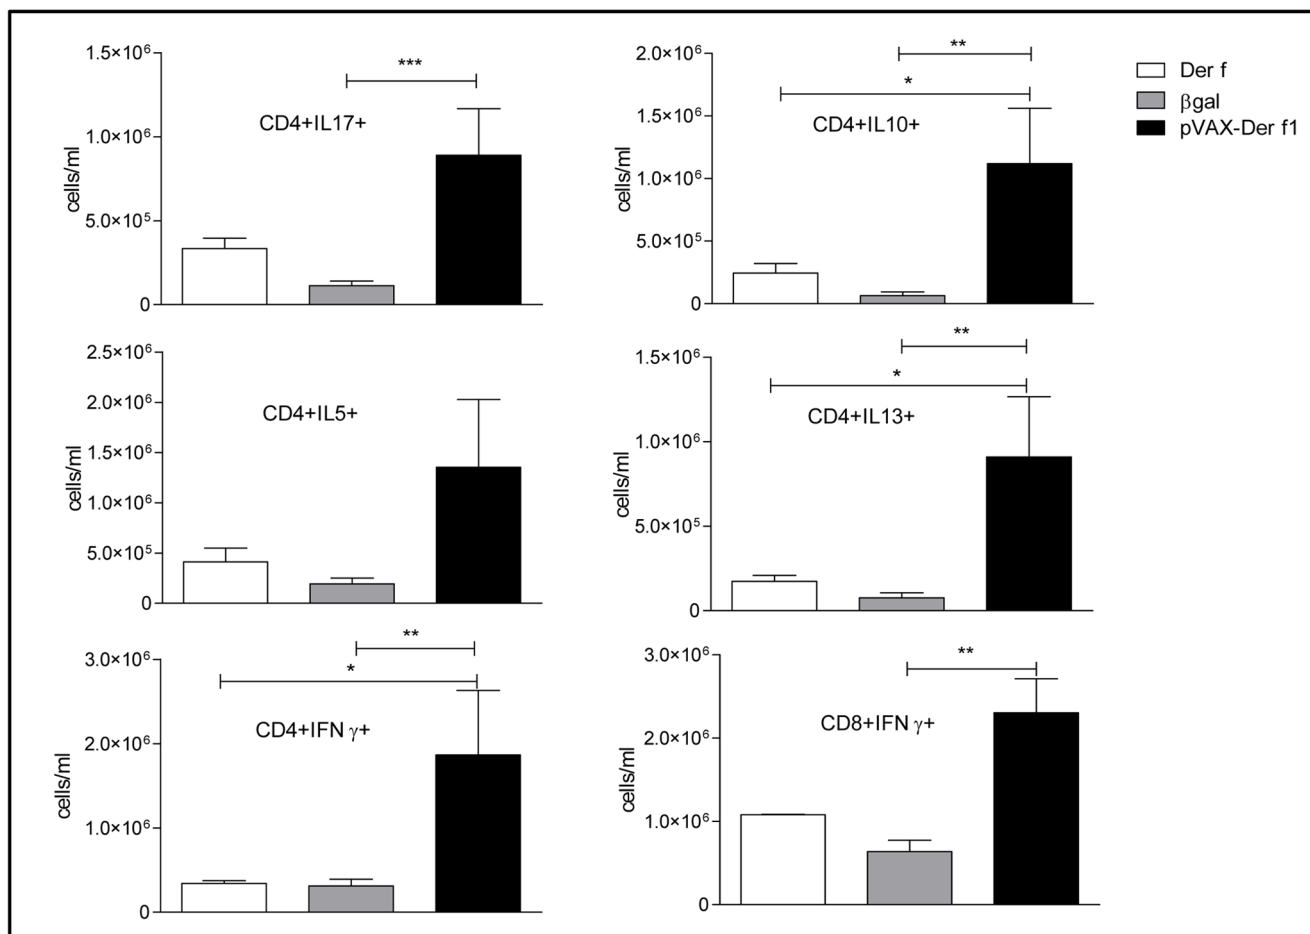 1.5×10⁶
1.0×10⁶
5.0×10⁵
0
cells/ml
CD4+IL17+
***
2.0×10⁶
1.5×10⁶
1.0×10⁶
5.0×10⁵
0
cells/ml
CD4+IL10+
**
*
Der f
βgal
pVAX-Der f1
2.5×10⁶
2.0×10⁶
1.5×10⁶
1.0×10⁶
5.0×10⁵
0
cells/ml
CD4+IL5+
1.5×10⁶
1.0×10⁶
5.0×10⁵
0
cells/ml
CD4+IL13+
**
*
3.0×10⁶
2.0×10⁶
1.0×10⁶
0
cells/ml
CD4+IFN γ+
**
*
3.0×10⁶
2.0×10⁶
1.0×10⁶
0
cells/ml
CD8+IFN γ+
**